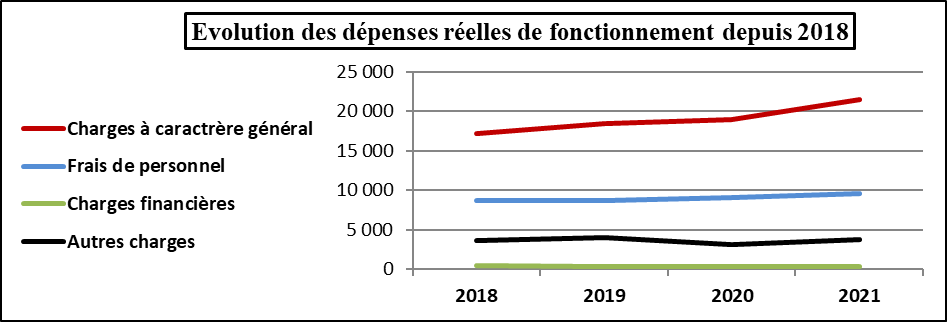 Evolution des dépenses réelles de fonctionnement depuis 2018
25 000
20 000
15 000
10 000
5 000
0
Charges à caractrère général
Frais de personnel
Charges financières
Autres charges
2018 2019 2020 2021